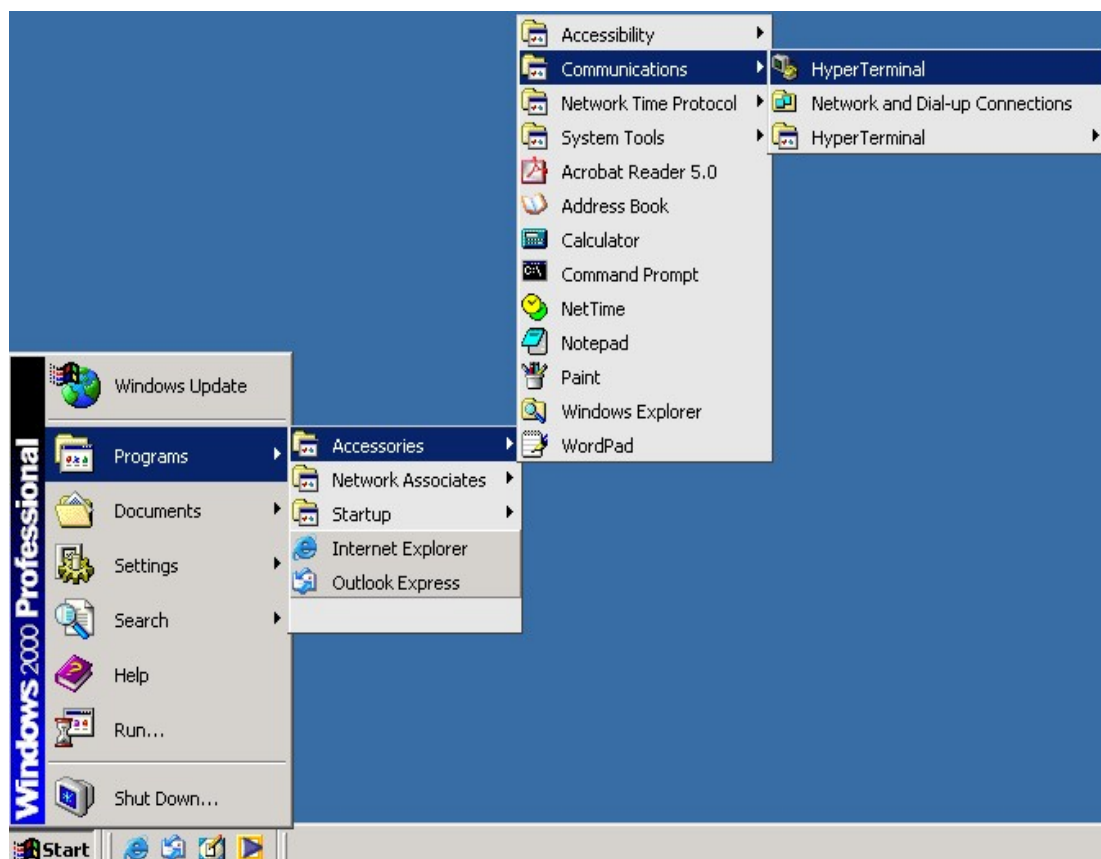 Accessibility
Communications
Network Time Protocol
System Tools
Acrobat Reader 5.0
Address Book
Calculator
Command Prompt
NetTime
Notepad
Paint
Windows Explorer
WordPad
HyperTerminal
Network and Dial-up Connections
HyperTerminal
Accessories
Network Associates
Startup
Internet Explorer
Outlook Express
Windows Update
Programs
Documents
Settings
Search
Help
Run...
Shut Down...
Windows 2000 Professional
Start